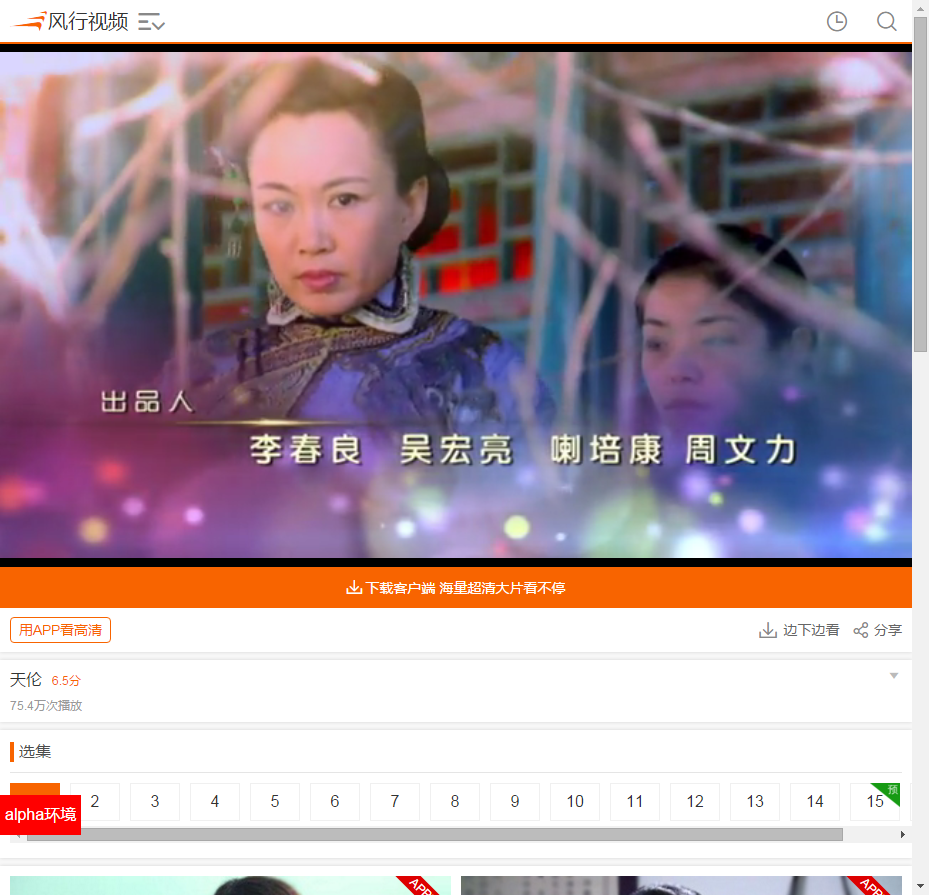 风行视频
出品人
李春良 吴宏亮 喇培康 周文力
下载客户端 海量超清大片看不停
用APP看高清 边下边看 分享
天伦 6.5分
75.4万次播放
选集
2 3 4 5 6 7 8 9 10 11 12 13 14 15 预
alpha环境
APP APP